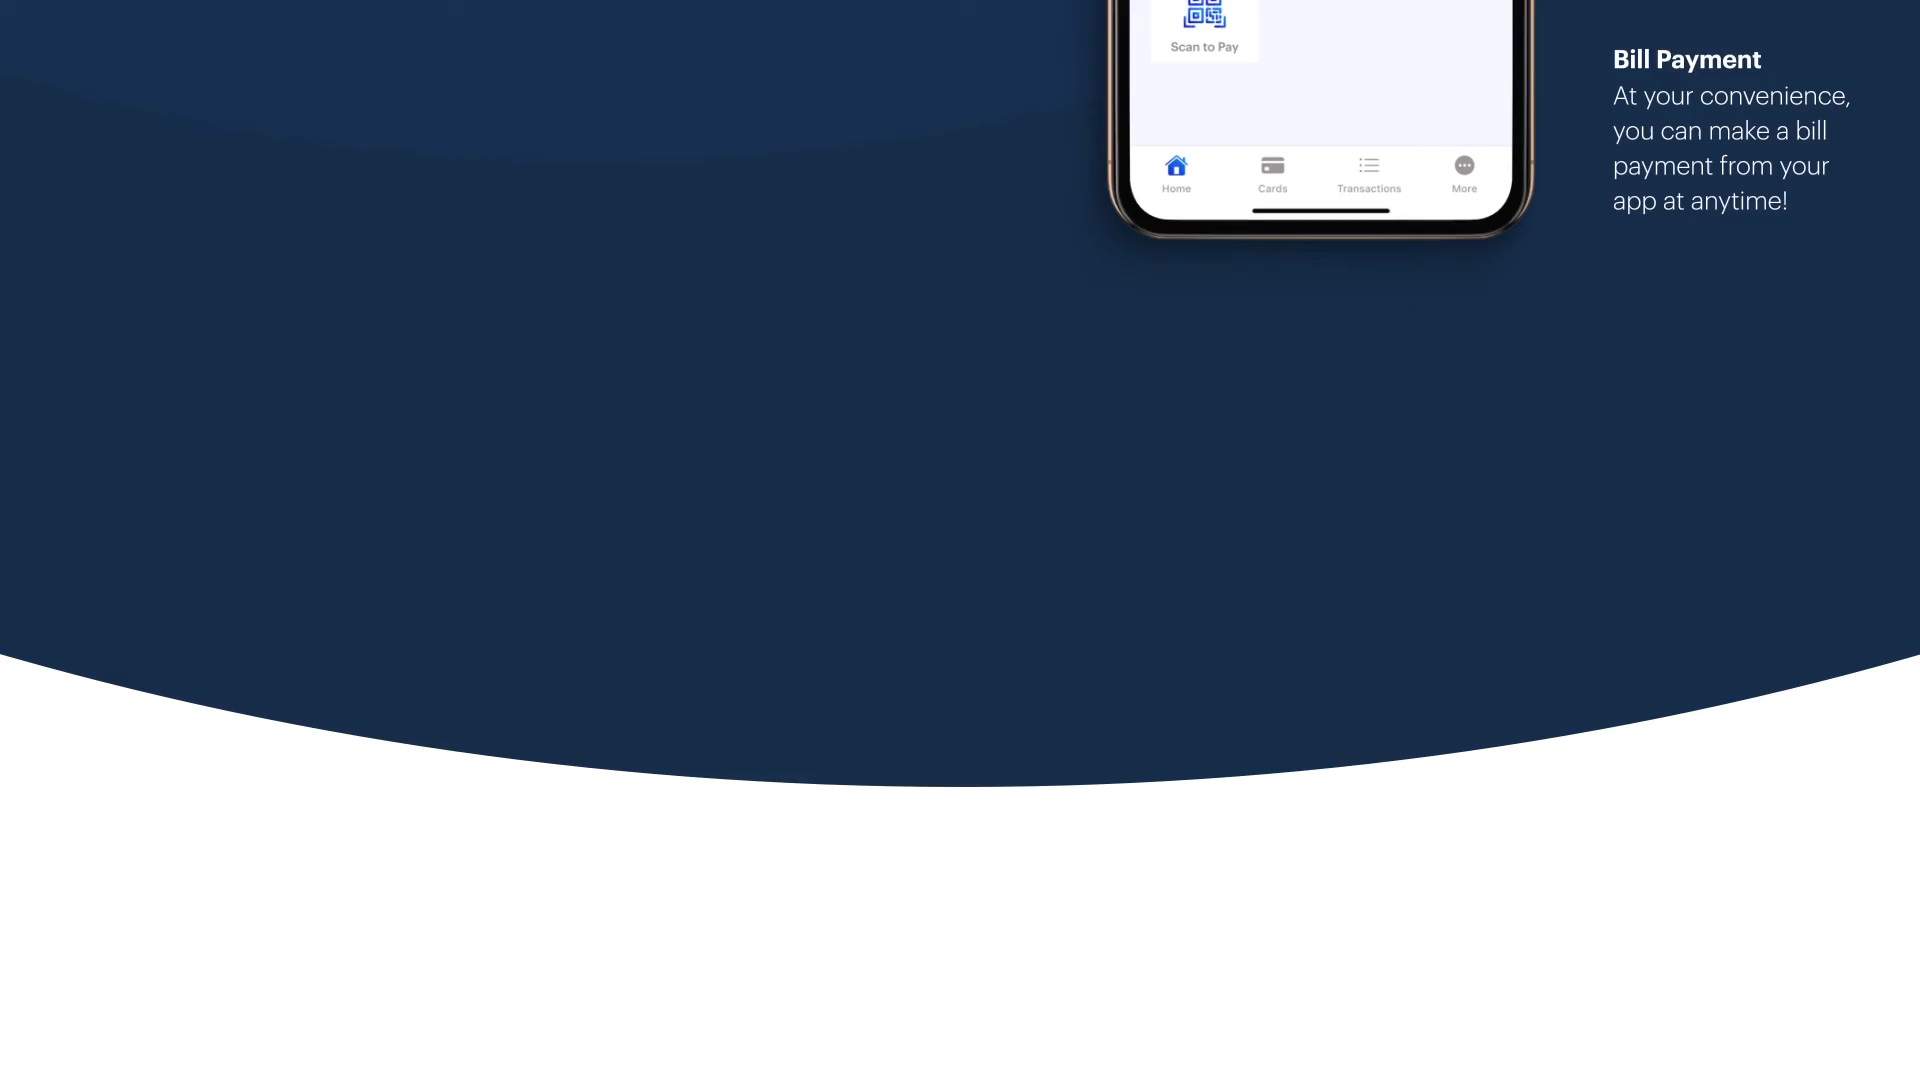 Scan to Pay
Home
Cards
Transactions
More
Bill Payment
At your convenience,
you can make a bill
payment from your
app at anytime!